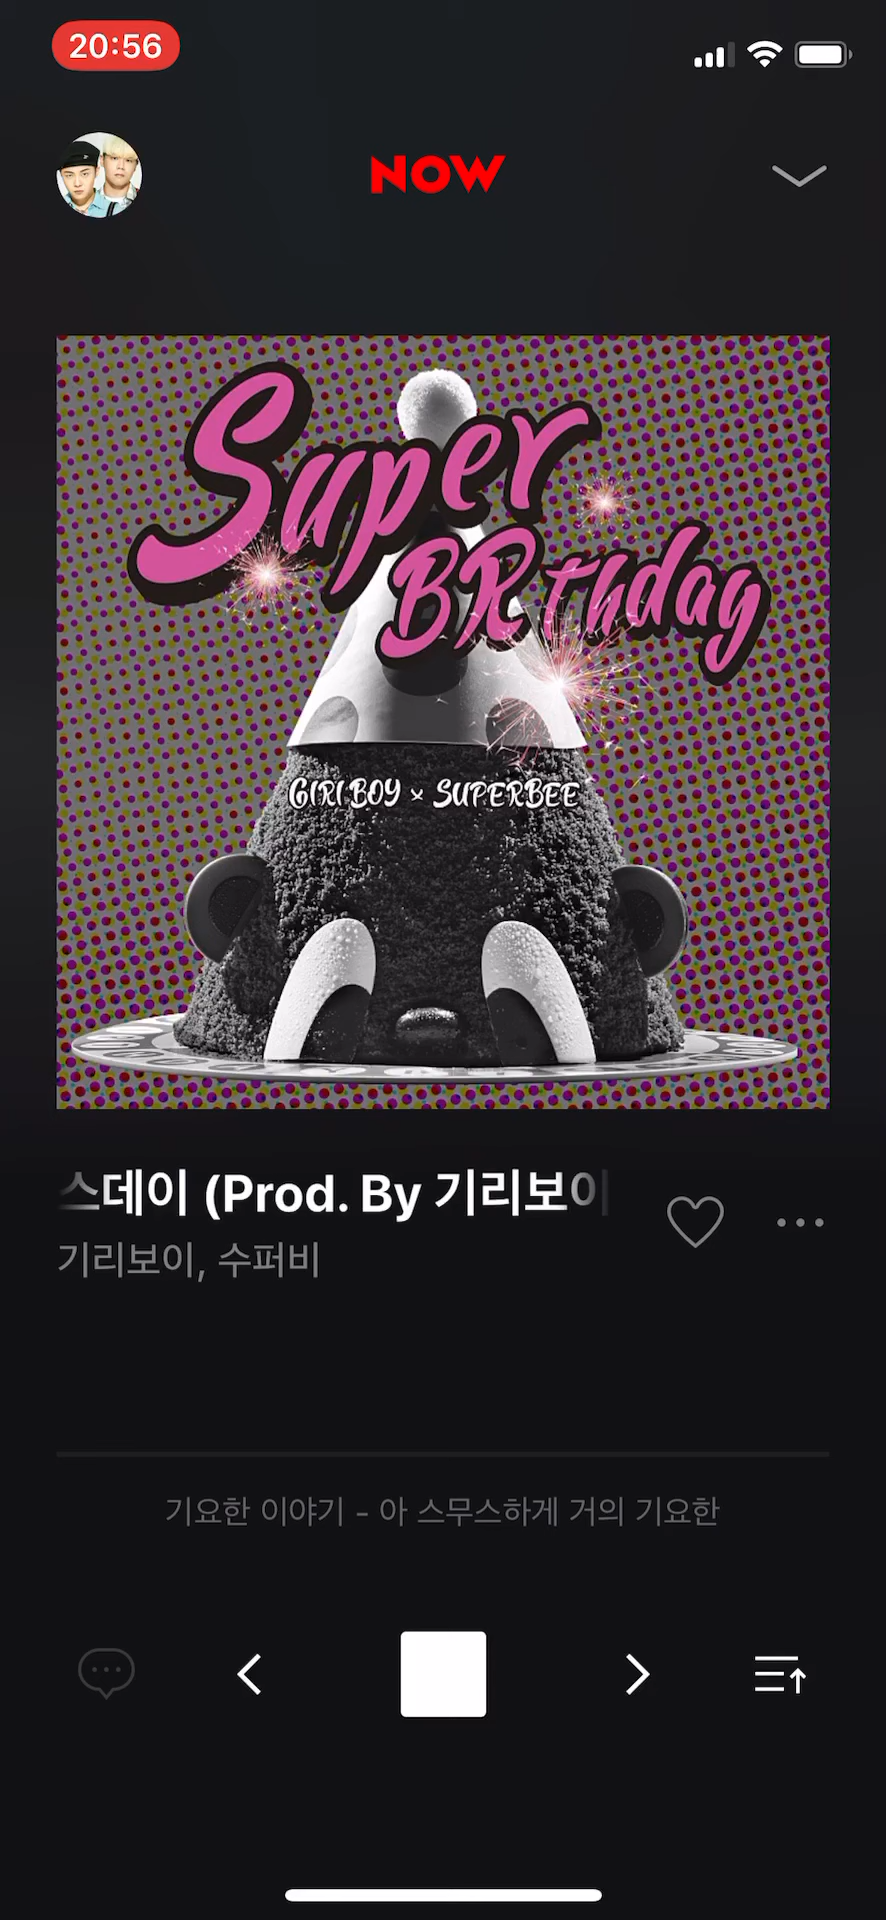 20:56
NOW
Super
BRthday
GIRIBOY × SUPERBEE
스데이 (Prod. By 기리보이
기리보이, 수퍼비
기요한 이야기 - 아 스무스하게 거의 기요한